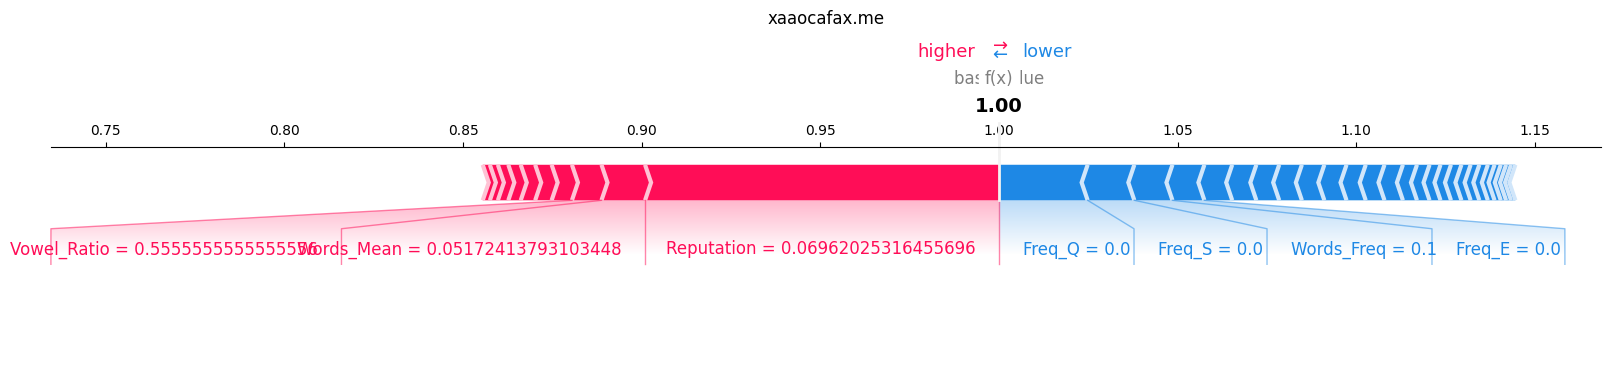 xaaocafax.me
higher ⇄ lower
bas f(x) lue
1.00
0.75 0.80 0.85 0.90 0.95 1.00 1.05 1.10 1.15
Vowel_Ratio = 0.5555555555555556 Words_Mean = 0.05172413793103448 Reputation = 0.06962025316455696 Freq_Q = 0.0 Freq_S = 0.0 Words_Freq = 0.1 Freq_E = 0.0